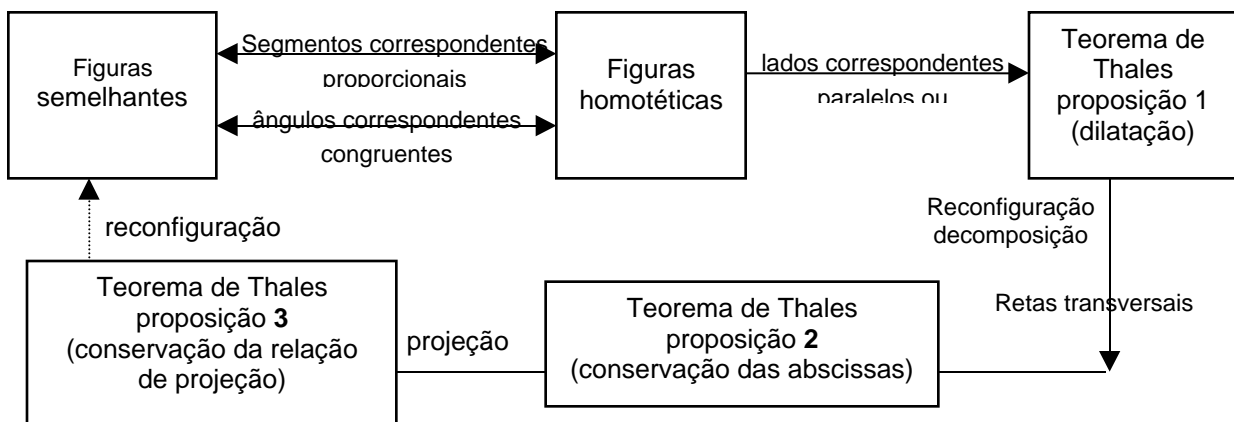 Figuras
semelhantes
Segmentos correspondentes
proporcionais
ângulos correspondentes
congruentes
Figuras
homotéticas
lados correspondentes
paralelos ou
Teorema de
Thales
proposição 1
(dilatação)
reconfiguração
Reconfiguração
decomposição
Retas transversais
Teorema de Thales
proposição 3
(conservação da relação
de projeção)
projeção
Teorema de Thales
proposição 2
(conservação das abscissas)